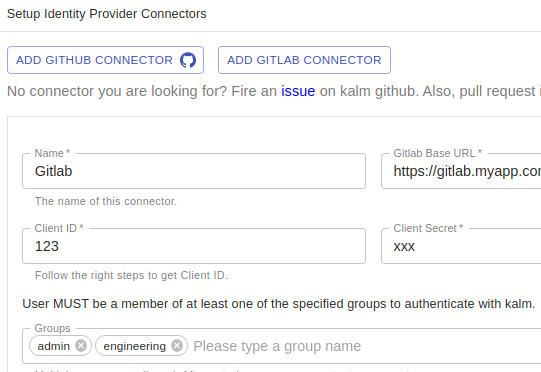 Setup Identity Provider Connectors
ADD GITHUB CONNECTOR
ADD GITLAB CONNECTOR
No connector you are looking for? Fire an issue on kalm github. Also, pull request
Name *
Gitlab Base URL *
Gitlab
https://gitlab.myapp.co
The name of this connector.
Client ID *
Client Secret *
123
xxx
Follow the right steps to get Client ID.
User MUST be a member of at least one of the specified groups to authenticate with kalm.
Groups
admin
engineering
Please type a group name